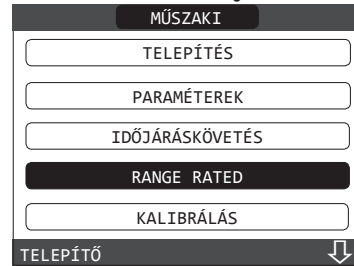 MŰSZAKI
TELEPÍTÉS
PARAMÉTEREK
IDŐJÁRÁSKÖVETÉS
RANGE RATED
KALIBRÁLÁS
TELEPÍTŐ